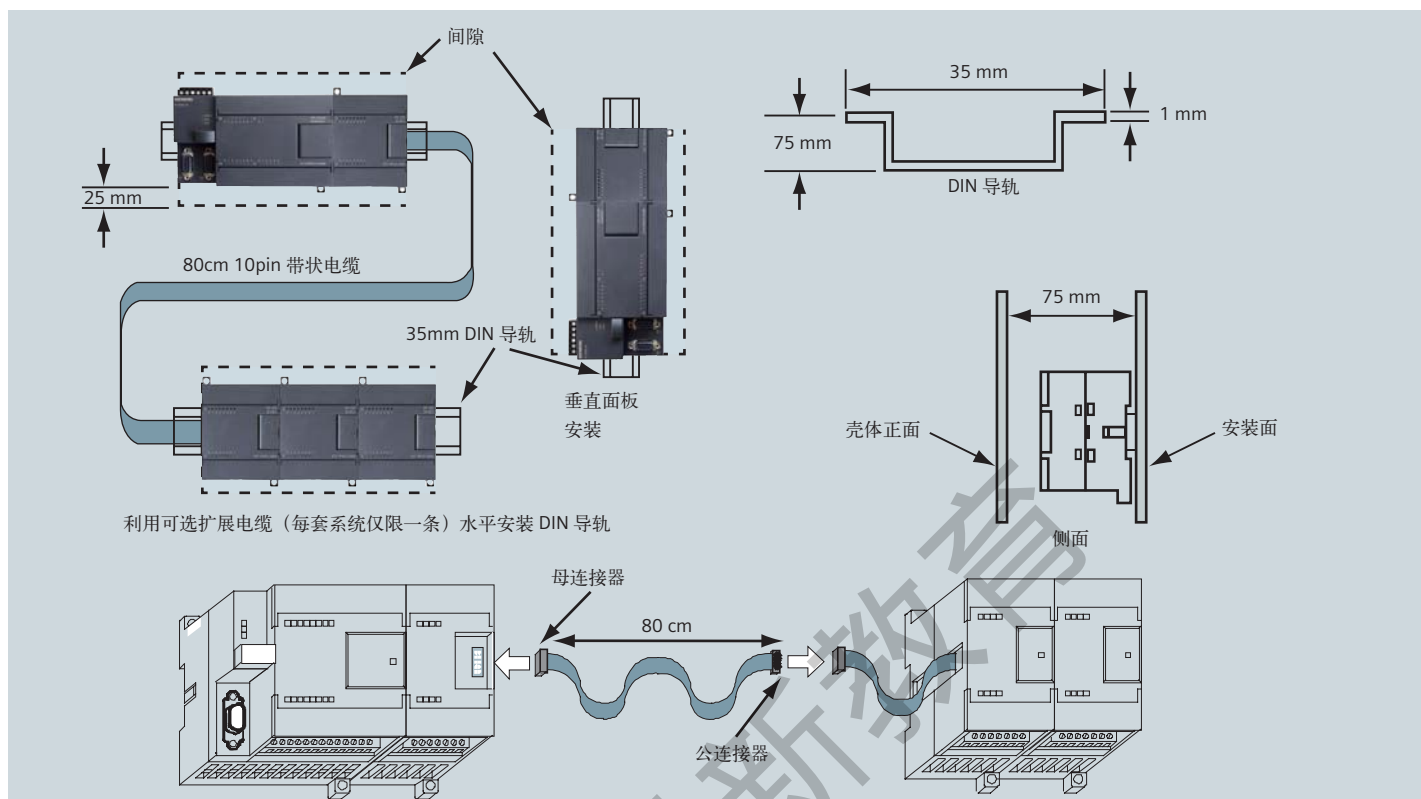 间隙
35 mm
1 mm
75 mm
DIN 导轨
25 mm
80cm 10pin 带状电缆
75 mm
35mm DIN 导轨
垂直面板
安装
壳体正面
安装面
利用可选扩展电缆（每套系统仅限一条）水平安装 DIN 导轨
侧面
母连接器
80 cm
公连接器
新教育